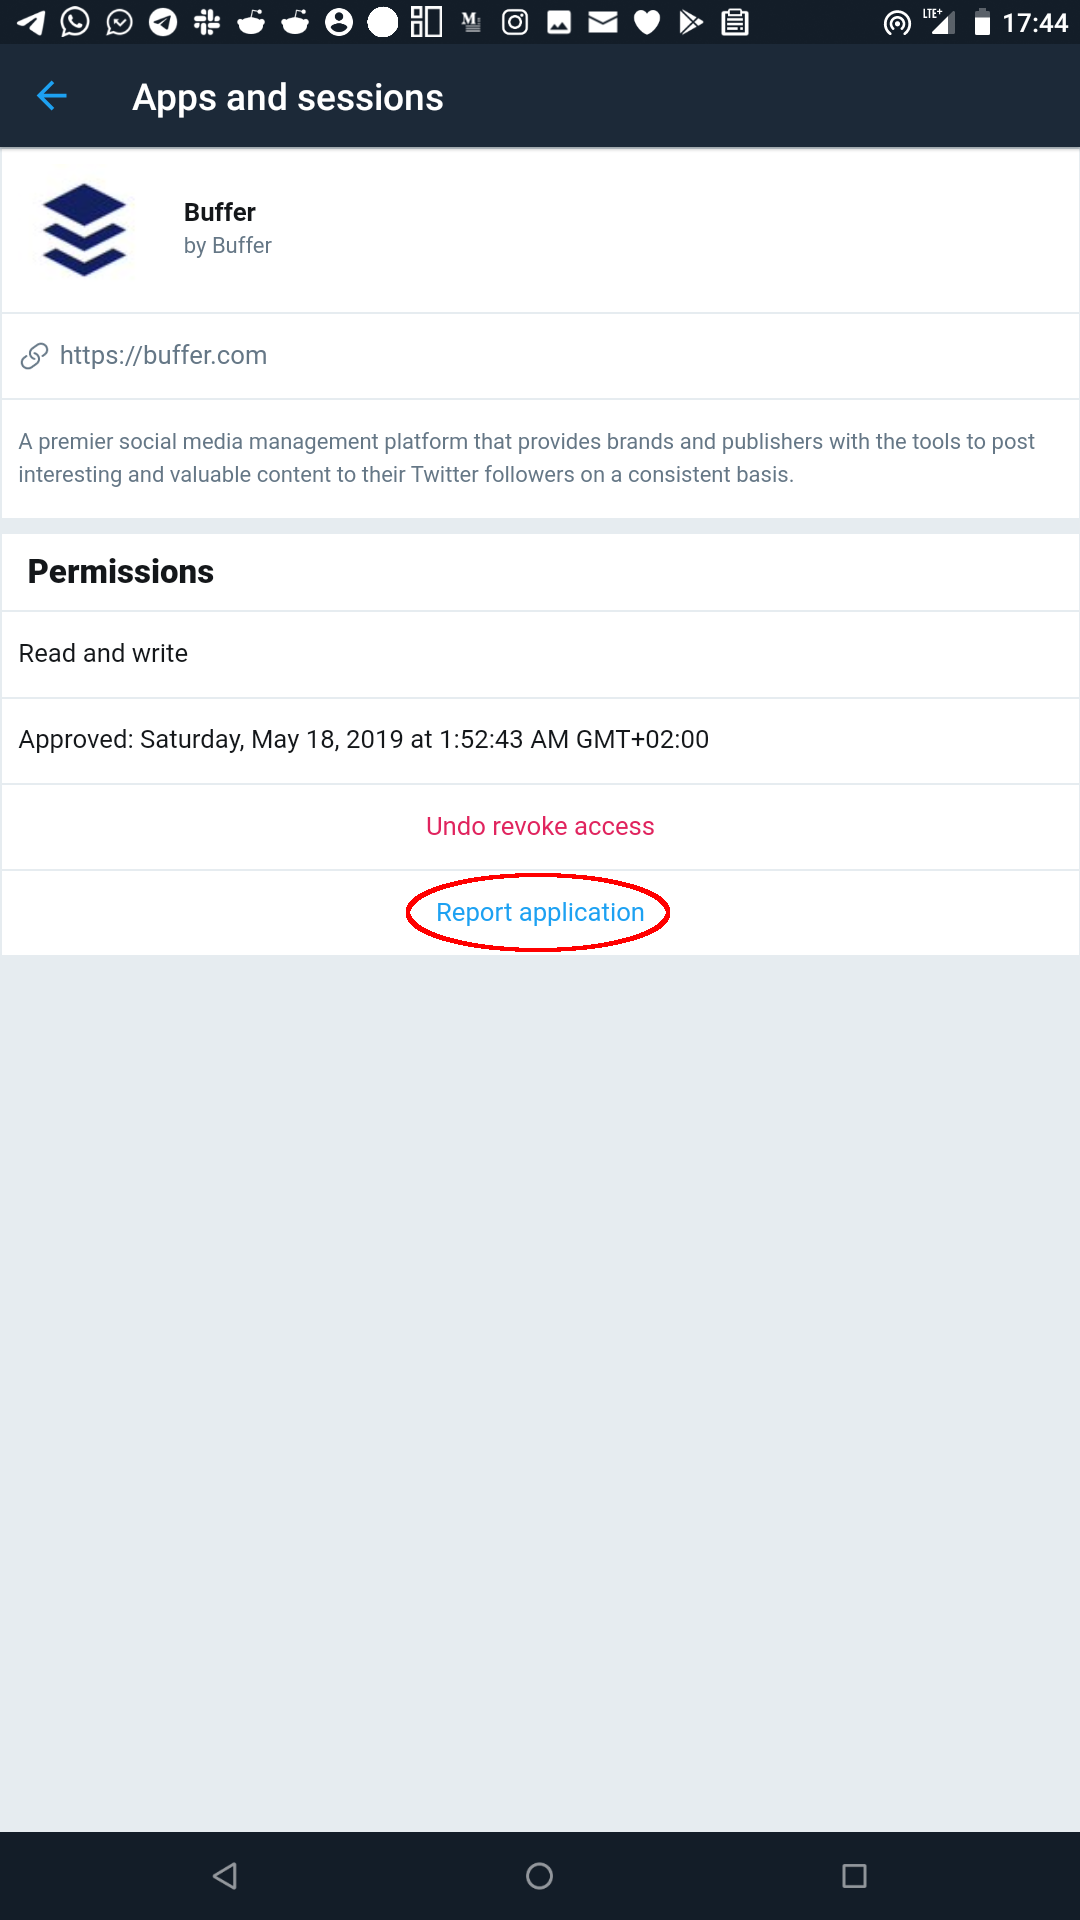 LTE+ 17:44
Apps and sessions
Buffer
by Buffer
https://buffer.com
A premier social media management platform that provides brands and publishers with the tools to post
interesting and valuable content to their Twitter followers on a consistent basis.
Permissions
Read and write
Approved: Saturday, May 18, 2019 at 1:52:43 AM GMT+02:00
Undo revoke access
Report application